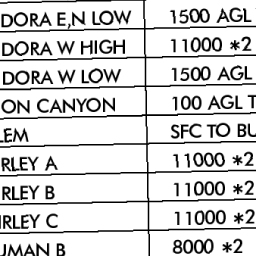 DORA E,N LOW 1500 AGL
DORA W HIGH 11000 *2
DORA W LOW 1500 AGL
ON CANYON 100 AGL T
LEM SFC TO BU
RLEY A 11000 *2
RLEY B 11000 *2
IRLEY C 11000 *2
UMAN B 8000 *2